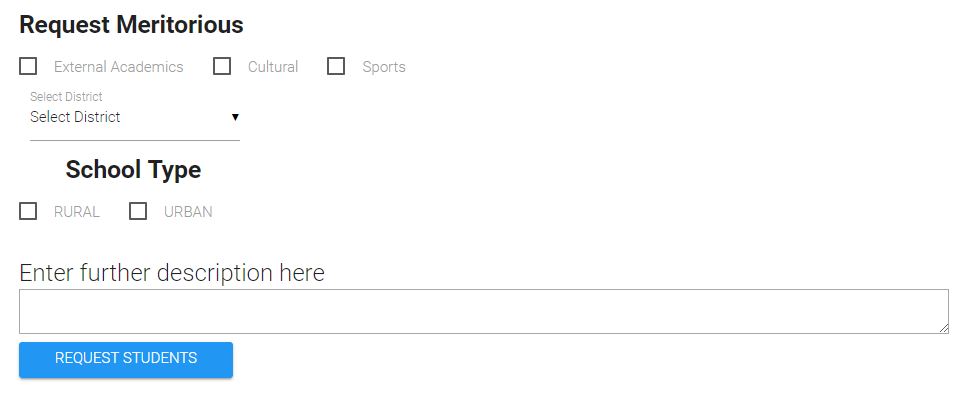 Request Meritorious
External Academics Cultural Sports
Select District
Select District
School Type
RURAL URBAN
Enter further description here
REQUEST STUDENTS